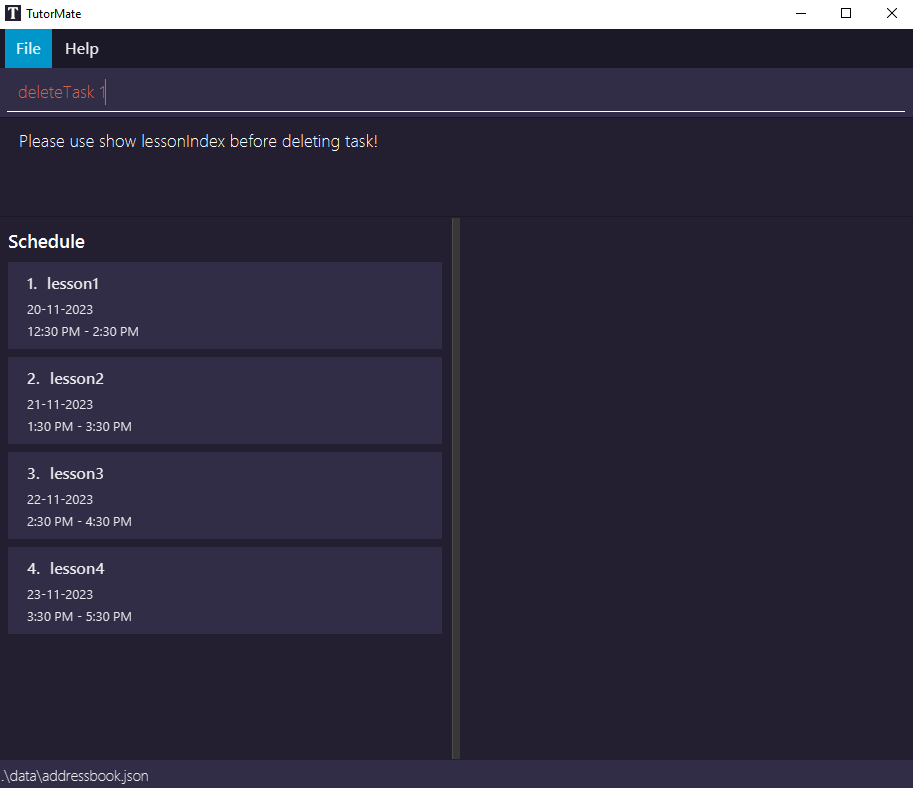 TutorMate
File Help
deleteTask 1
Please use show lessonIndex before deleting task!
Schedule
1. lesson1
20-11-2023
12:30 PM - 2:30 PM
2. lesson2
21-11-2023
1:30 PM - 3:30 PM
3. lesson3
22-11-2023
2:30 PM - 4:30 PM
4. lesson4
23-11-2023
3:30 PM - 5:30 PM
.\data\addressbook.json